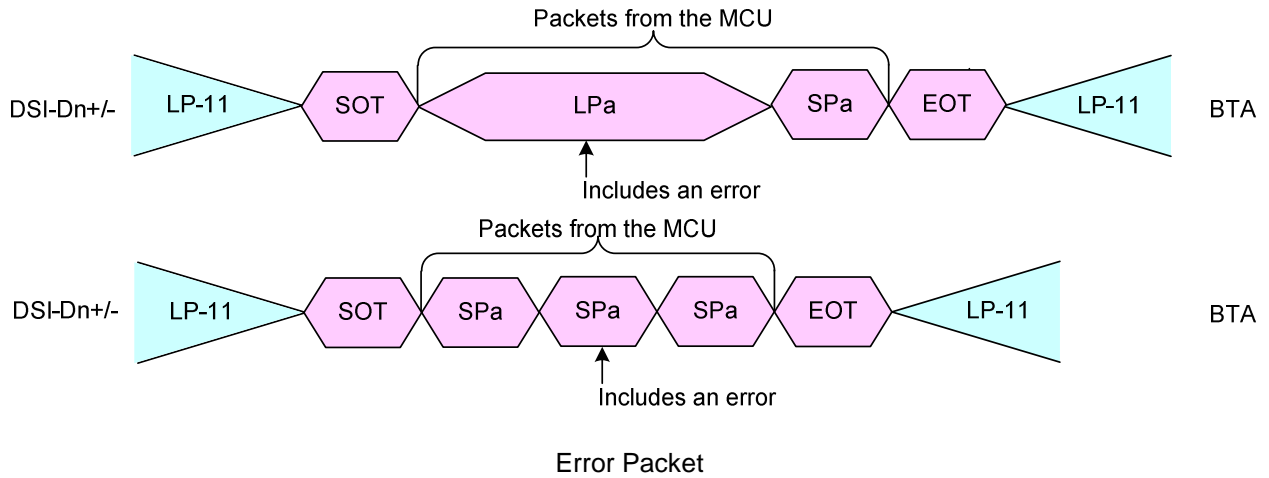 Packets from the MCU
DSI-Dn+/- LP-11 SOT LPa SPa EOT LP-11 BTA
Includes an error
Packets from the MCU
DSI-Dn+/- LP-11 SOT SPa SPa SPa EOT LP-11 BTA
Includes an error
Error Packet